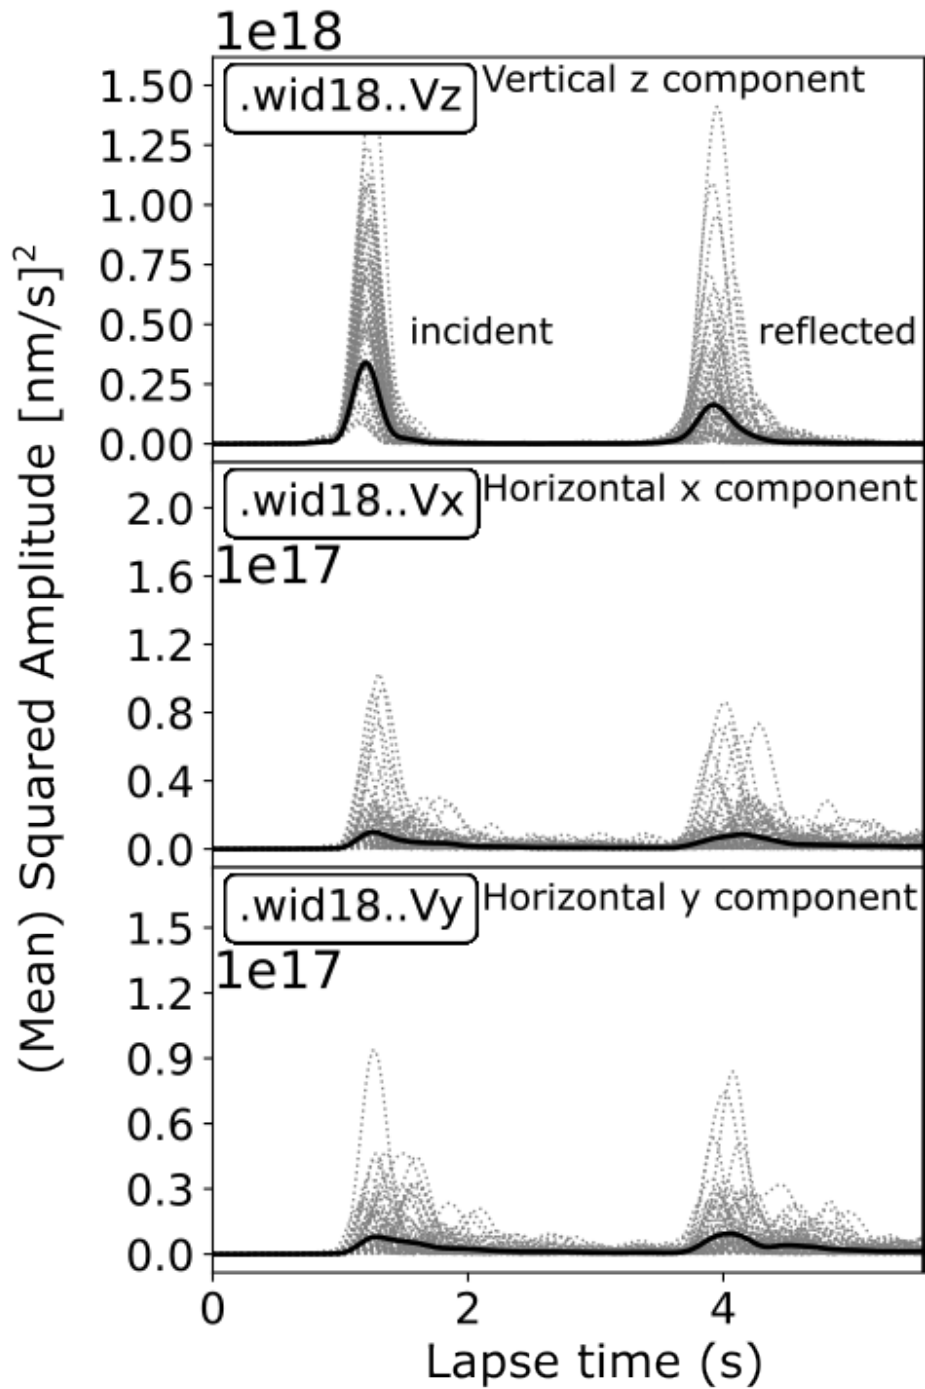 1e18
.wid18..Vz
Vertical z component
1.50
1.25
1.00
0.75
0.50
0.25
0.00
incident
reflected
.wid18..Vx
Horizontal x component
1e17
2.0
1.6
1.2
0.8
0.4
0.0
.wid18..Vy
Horizontal y component
1e17
1.5
1.2
0.9
0.6
0.3
0.0
0 2 4
Lapse time (s)
(Mean) Squared Amplitude [nm/s]²